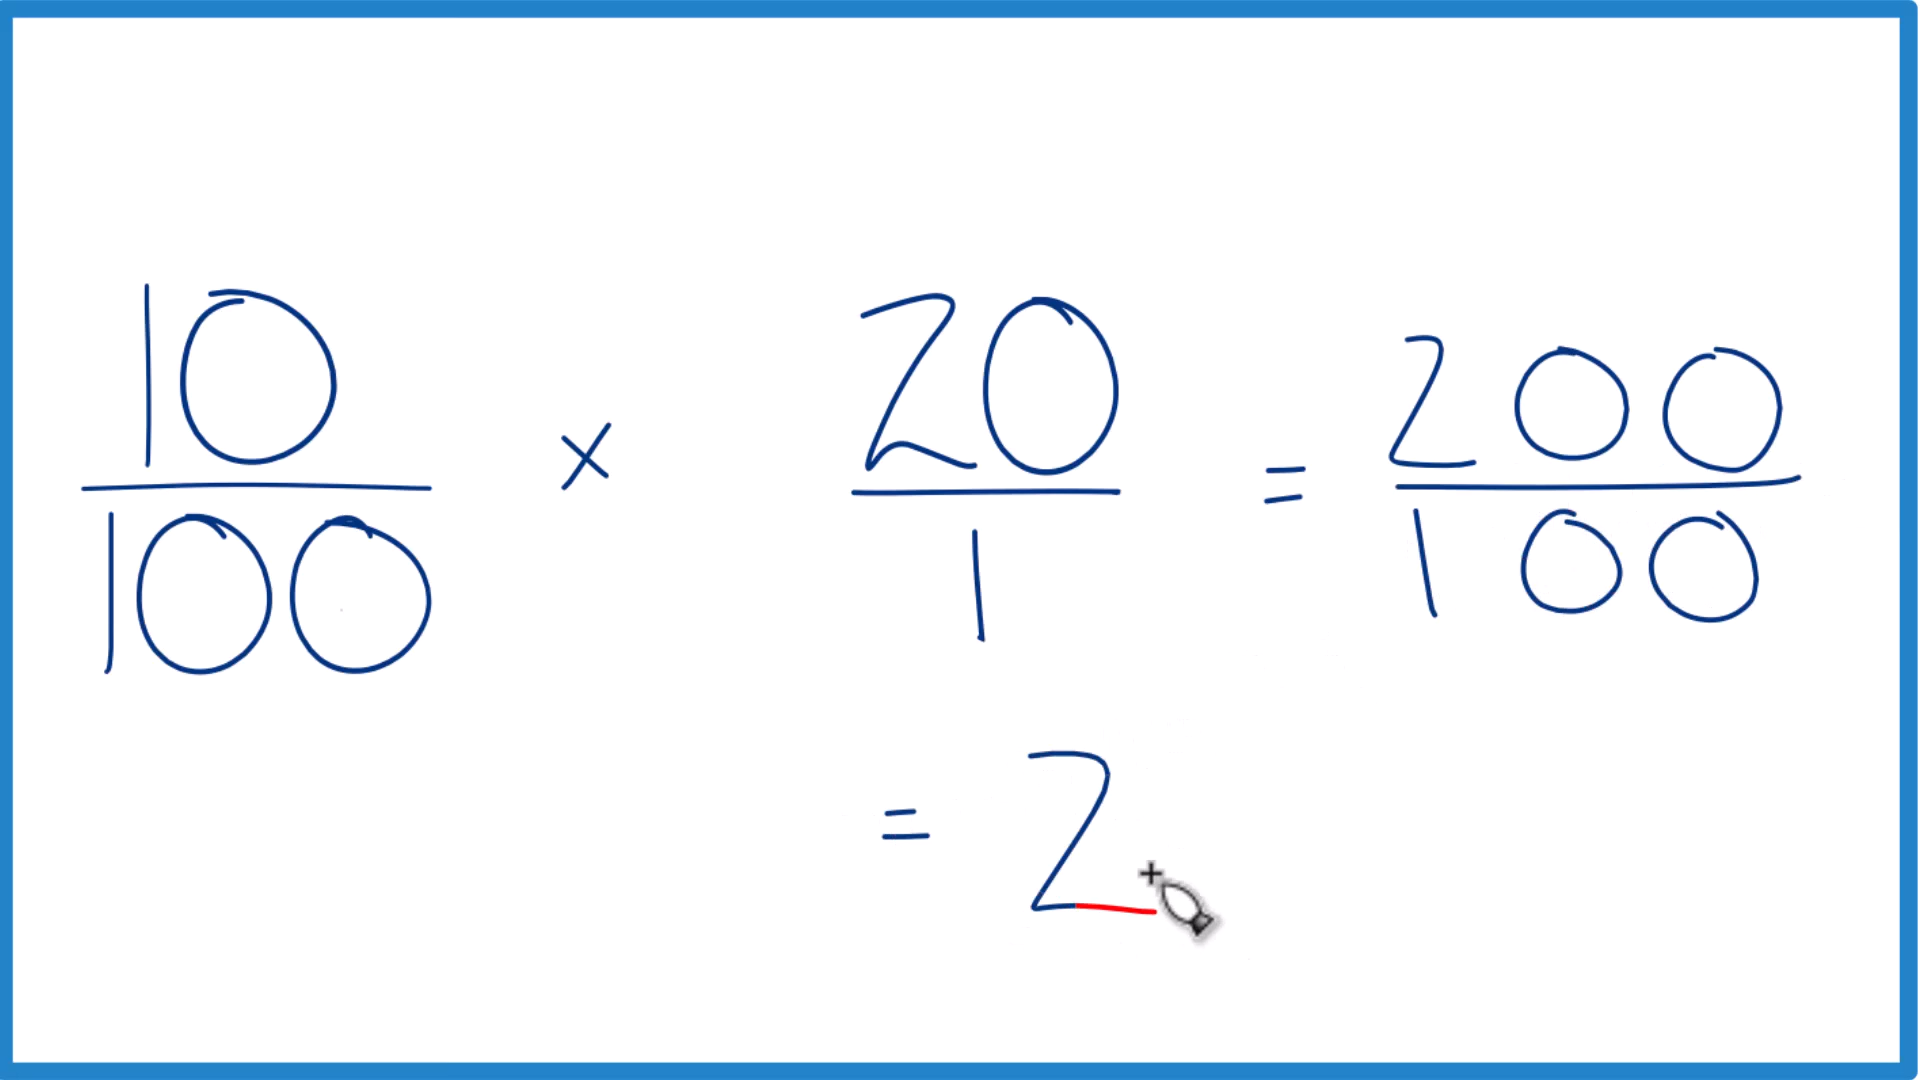 10/100 × 20/1 = 200/100
= 2